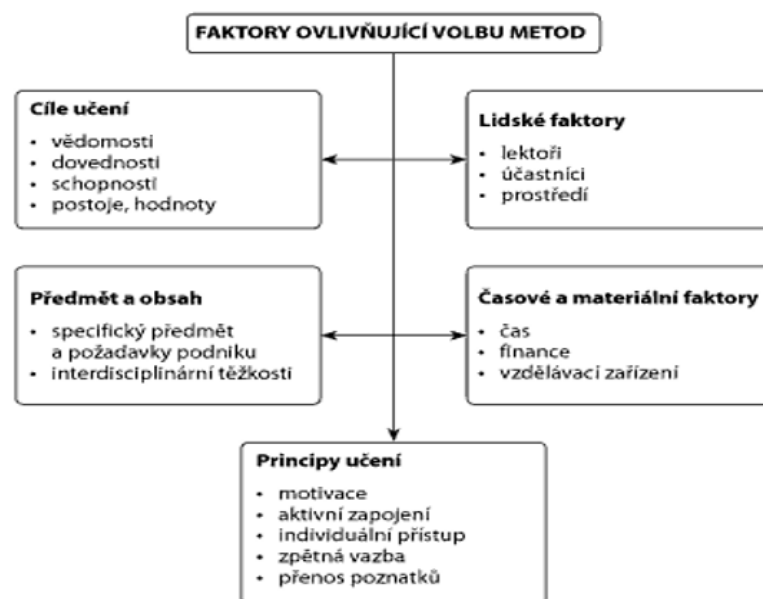 FAKTORY OVLIVŇUJÍCÍ VOLBU METOD
Cíle učení
• vědomosti
• dovednosti
• schopnosti
• postoje, hodnoty
Lidské faktory
• lektoři
• účastníci
• prostředí
Předmět a obsah
• specifický předmět
a požadavky podniku
• interdisciplinární těžkosti
Časové a materiální faktory
• čas
• finance
• vzdělávací zařízení
Principy učení
• motivace
• aktivní zapojení
• individuální přístup
• zpětná vazba
• přenos poznatků